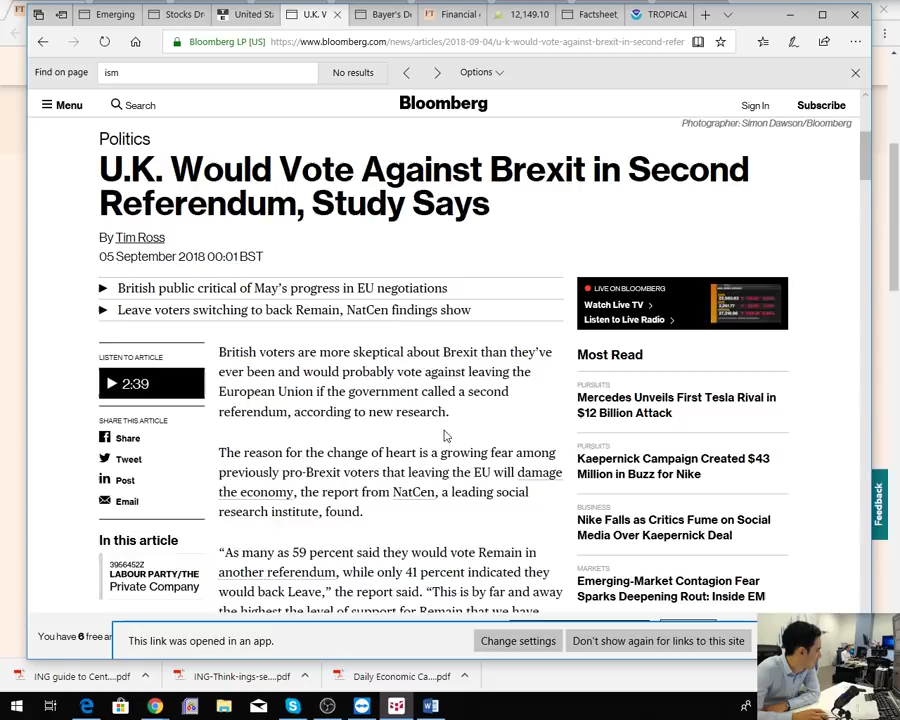 Emerging
Stocks Dr
United Sta
U.K. V
Bayer's De
FT
Financial
12,149.10
Factsheet
TROPICAL
Bloomberg LP [US]
https://www.bloomberg.com/news/articles/2018-09-04/u-k-would-vote-against-brexit-in-second-refer
Find on page
ism
No results
Options
Menu
Search
Bloomberg
Sign In
Subscribe
Photographer: Simon Dawson/Bloomberg
Politics
U.K. Would Vote Against Brexit in Second
Referendum, Study Says
By Tim Ross
05 September 2018 00:01 BST
British public critical of May's progress in EU negotiations
Leave voters switching to back Remain, NatCen findings show
LISTEN TO ARTICLE
2:39
SHARE THIS ARTICLE
Share
Tweet
Post
Email
In this article
3956452Z
LABOUR PARTY/THE
Private Company
British voters are more skeptical about Brexit than they've
ever been and would probably vote against leaving the
European Union if the government called a second
referendum, according to new research.
The reason for the change of heart is a growing fear among
previously pro-Brexit voters that leaving the EU will damage
the economy, the report from NatCen, a leading social
research institute, found.
"As many as 59 percent said they would vote Remain in
another referendum, while only 41 percent indicated they
would back Leave," the report said. "This is by far and away
the highest the level of support for Remain that we have
LIVE ON BLOOMBERG
Watch Live TV
Listen to Live Radio
Most Read
PURSUITS
Mercedes Unveils First Tesla Rival in
$12 Billion Attack
PURSUITS
Kaepernick Campaign Created $43
Million in Buzz for Nike
BUSINESS
Nike Falls as Critics Fume on Social
Media Over Kaepernick Deal
MARKETS
Emerging-Market Contagion Fear
Sparks Deepening Rout: Inside EM
Feedback
You have 6 free ar
This link was opened in an app.
Change settings
Don't show again for links to this site
ING guide to Cent....pdf
ING-Think-ings-se....pdf
Daily Economic Ca....pdf